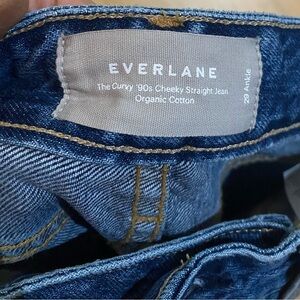 EVERLANE
The Curvy '90s Cheeky Straight Jean
Organic Cotton
29 Ankle